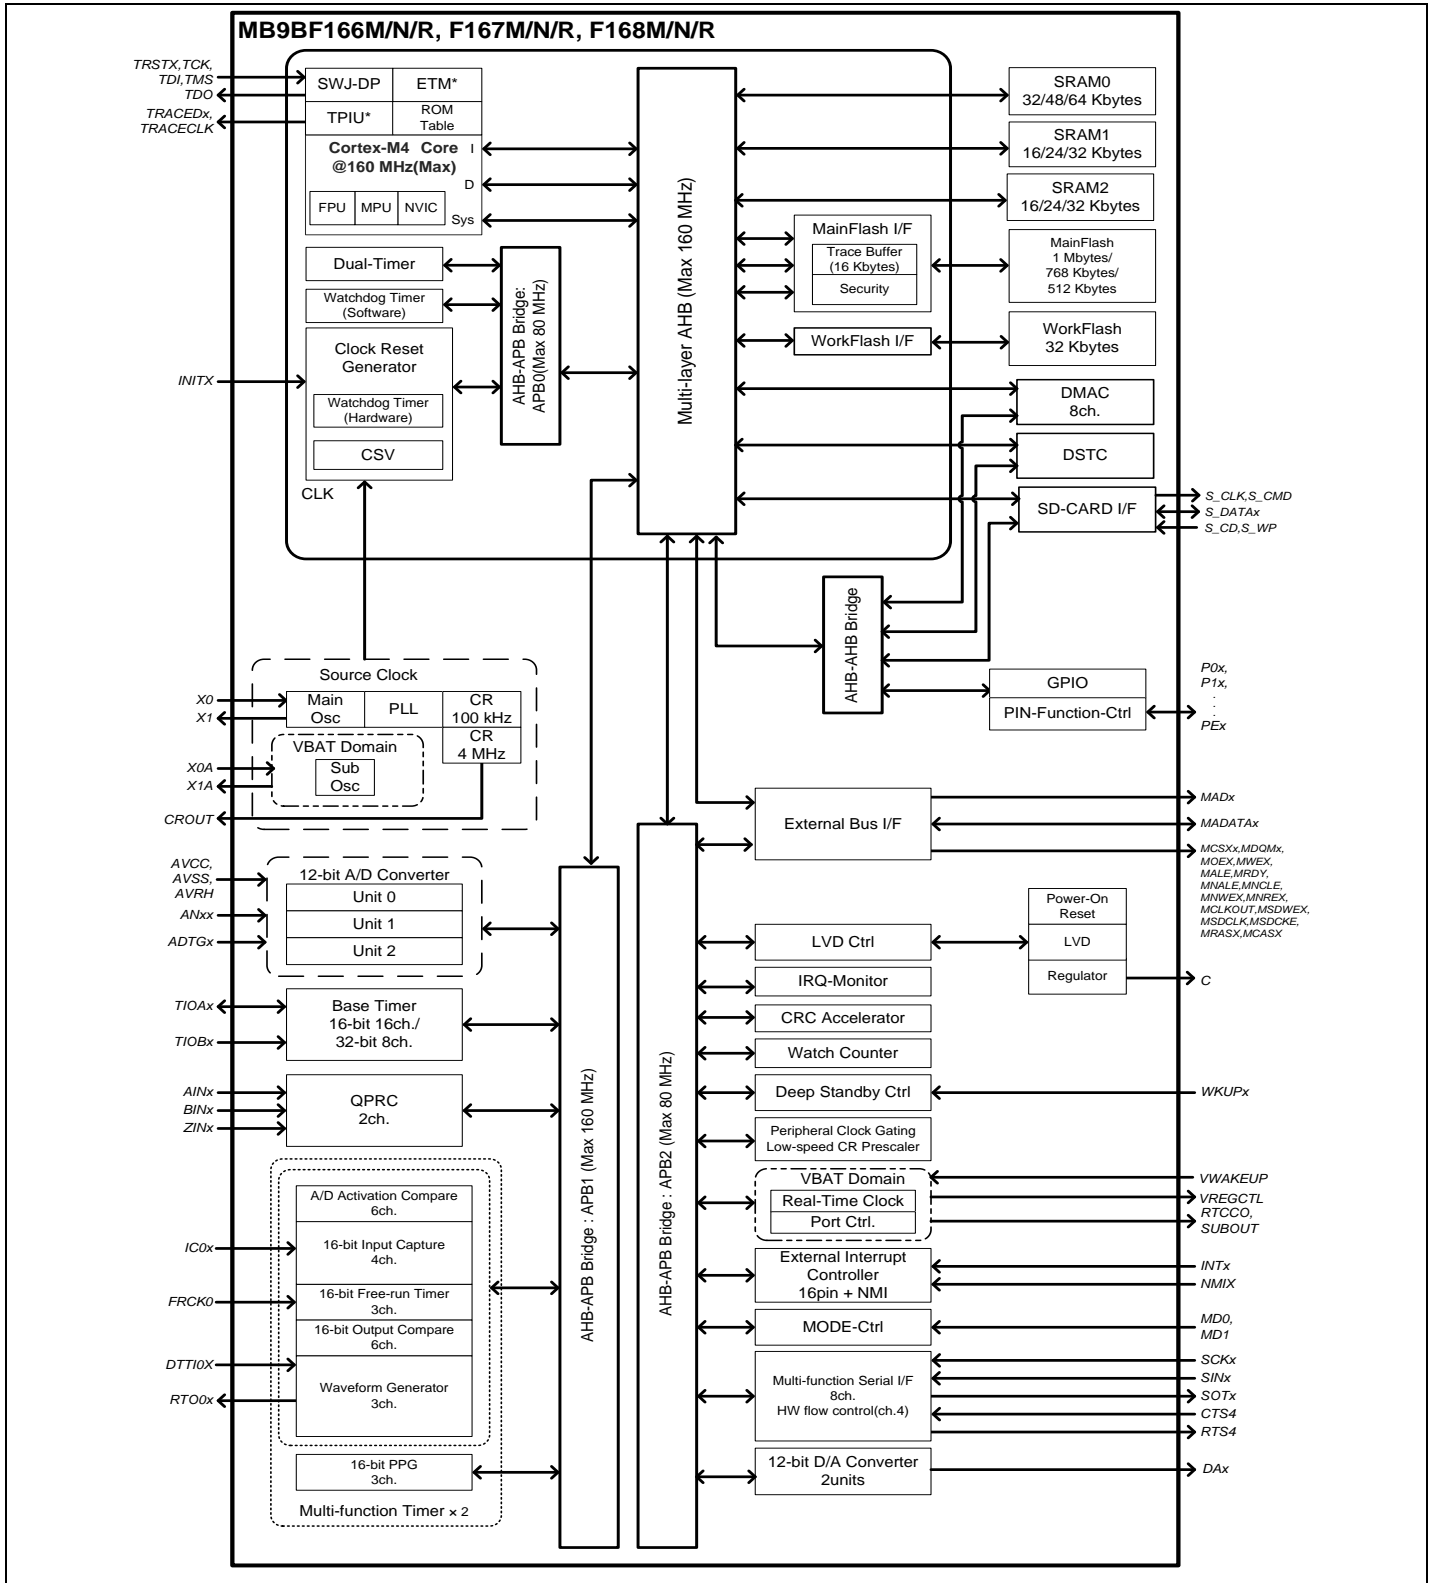 MB9BF166M/N/R, F167M/N/R, F168M/N/R
TRSTX,TCK,
TDI,TMS
TDO
TRACEDx,
TRACECLK
SWJ-DP
ETM*
TPIU*
ROM
Table
Cortex-M4 Core
@160 MHz(Max)
I
D
Sys
FPU
MPU
NVIC
Dual-Timer
Watchdog Timer
(Software)
Clock Reset
Generator
Watchdog Timer
(Hardware)
CSV
CLK
INITX
AHB-APB Bridge:
APB0(Max 80 MHz)
Multi-layer AHB (Max 160 MHz)
SRAM0
32/48/64 Kbytes
SRAM1
16/24/32 Kbytes
SRAM2
16/24/32 Kbytes
MainFlash I/F
Trace Buffer
(16 Kbytes)
Security
MainFlash
1 Mbytes/
768 Kbytes/
512 Kbytes
WorkFlash I/F
WorkFlash
32 Kbytes
DMAC
8ch.
DSTC
SD-CARD I/F
S_CLK,S_CMD
S_DATAx
S_CD,S_WP
AHB-AHB Bridge
GPIO
PIN-Function-Ctrl
P0x,
P1x,
.
.
PEx
Source Clock
X0
X1
Main
Osc
PLL
CR
100 kHz
CR
4 MHz
VBAT Domain
Sub
Osc
X0A
X1A
CROUT
External Bus I/F
MADx
MADATAx
MCSXx,MDQMx,
MOEX,MWEX,
MALE,MRDY,
MNALE,MNCLE,
MNWEX,MNREX,
MCLKOUT,MSDWEX,
MSDCLK,MSDCKE,
MRASX,MCASX
AVCC,
AVSS,
AVRH
ANxx
ADTGx
12-bit A/D Converter
Unit 0
Unit 1
Unit 2
TIOAx
TIOBx
Base Timer
16-bit 16ch./
32-bit 8ch.
AINx
BINx
ZINx
QPRC
2ch.
A/D Activation Compare
6ch.
IC0x
16-bit Input Capture
4ch.
FRCK0
16-bit Free-run Timer
3ch.
16-bit Output Compare
6ch.
DTTI0X
RTO0x
Waveform Generator
3ch.
16-bit PPG
3ch.
Multi-function Timer × 2
AHB-APB Bridge : APB1 (Max 160 MHz)
AHB-APB Bridge : APB2 (Max 80 MHz)
LVD Ctrl
Power-On
Reset
LVD
Regulator
C
IRQ-Monitor
CRC Accelerator
Watch Counter
Deep Standby Ctrl
WKUPx
Peripheral Clock Gating
Low-speed CR Prescaler
VBAT Domain
Real-Time Clock
Port Ctrl.
VWAKEUP
VREGCTL
RTCCO,
SUBOUT
External Interrupt
Controller
16pin + NMI
INTx
NMIX
MODE-Ctrl
MD0,
MD1
Multi-function Serial I/F
8ch.
HW flow control(ch.4)
SCKx
SINx
SOTx
CTS4
RTS4
12-bit D/A Converter
2units
DAx